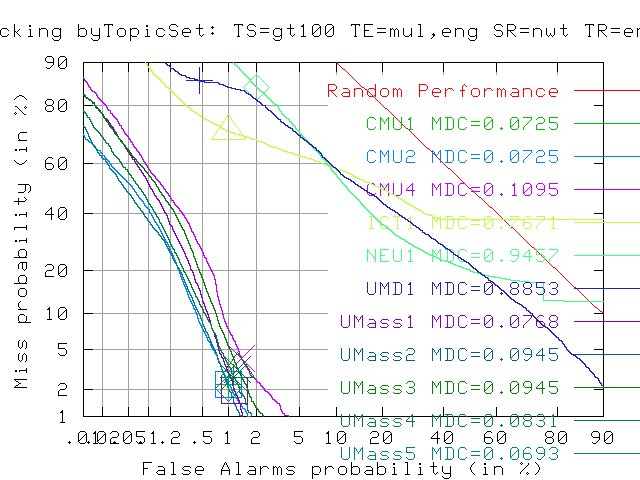 cking byTopicSet: TS=gt100 TE=mul,eng SR=nwt TR=en
90
80
60
40
20
10
5
2
1
Miss probability (in %)
Random Performance
CMU1 MDC=0.0725
CMU2 MDC=0.0725
CMU4 MDC=0.1095
ICT1 MDC=0.7671
NEU1 MDC=0.9457
UMD1 MDC=0.8853
UMass1 MDC=0.0768
UMass2 MDC=0.0945
UMass3 MDC=0.0945
UMass4 MDC=0.0831
UMass5 MDC=0.0693
.01.02.05.1 .2 .5 1 2 5 10 20 40 60 80 90
False Alarms probability (in %)